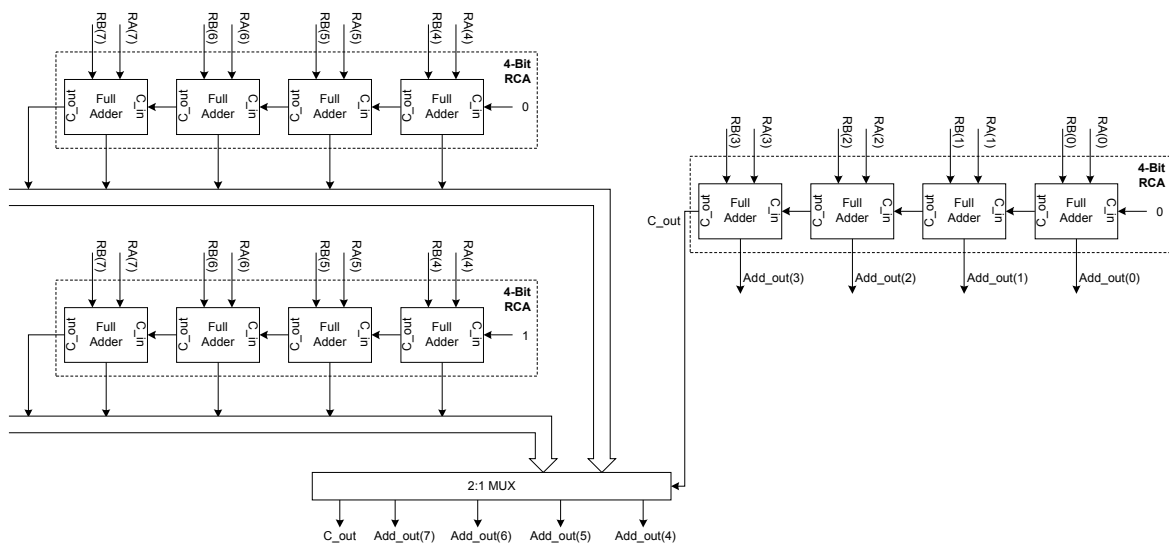 RB(7) RA(7) RB(6) RA(6) RB(5) RA(5) RB(4) RA(4)
4-Bit
RCA
C_out Full Adder C_in C_out Full Adder C_in C_out Full Adder C_in C_out Full Adder C_in 0
RB(3) RA(3) RB(2) RA(2) RB(1) RA(1) RB(0) RA(0)
4-Bit
RCA
C_out Full Adder C_in C_out Full Adder C_in C_out Full Adder C_in C_out Full Adder C_in 0
C_out
Add_out(3) Add_out(2) Add_out(1) Add_out(0)
RB(7) RA(7) RB(6) RA(6) RB(5) RA(5) RB(4) RA(4)
4-Bit
RCA
C_out Full Adder C_in C_out Full Adder C_in C_out Full Adder C_in C_out Full Adder C_in 1
2:1 MUX
C_out Add_out(7) Add_out(6) Add_out(5) Add_out(4)